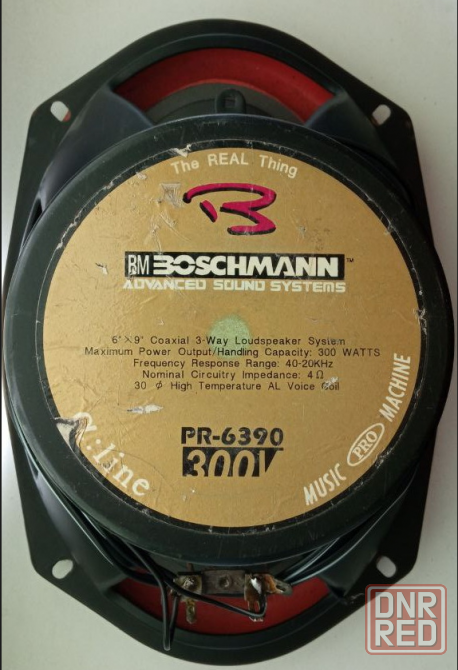 The REAL Thing
B
BM BOSCHMANN™
ADVANCED SOUND SYSTEMS
6"×9" Coaxial 3-Way Loudspeaker System
Maximum Power Output/Handling Capacity: 300 WATTS
Frequency Response Range: 40-20KHz
Nominal Circuitry Impedance: 4Ω
30 ϕ High Temperature AL Voice Coil
PR-6390
300W
α:line
MUSIC PRO MACHINE
DNR
RED